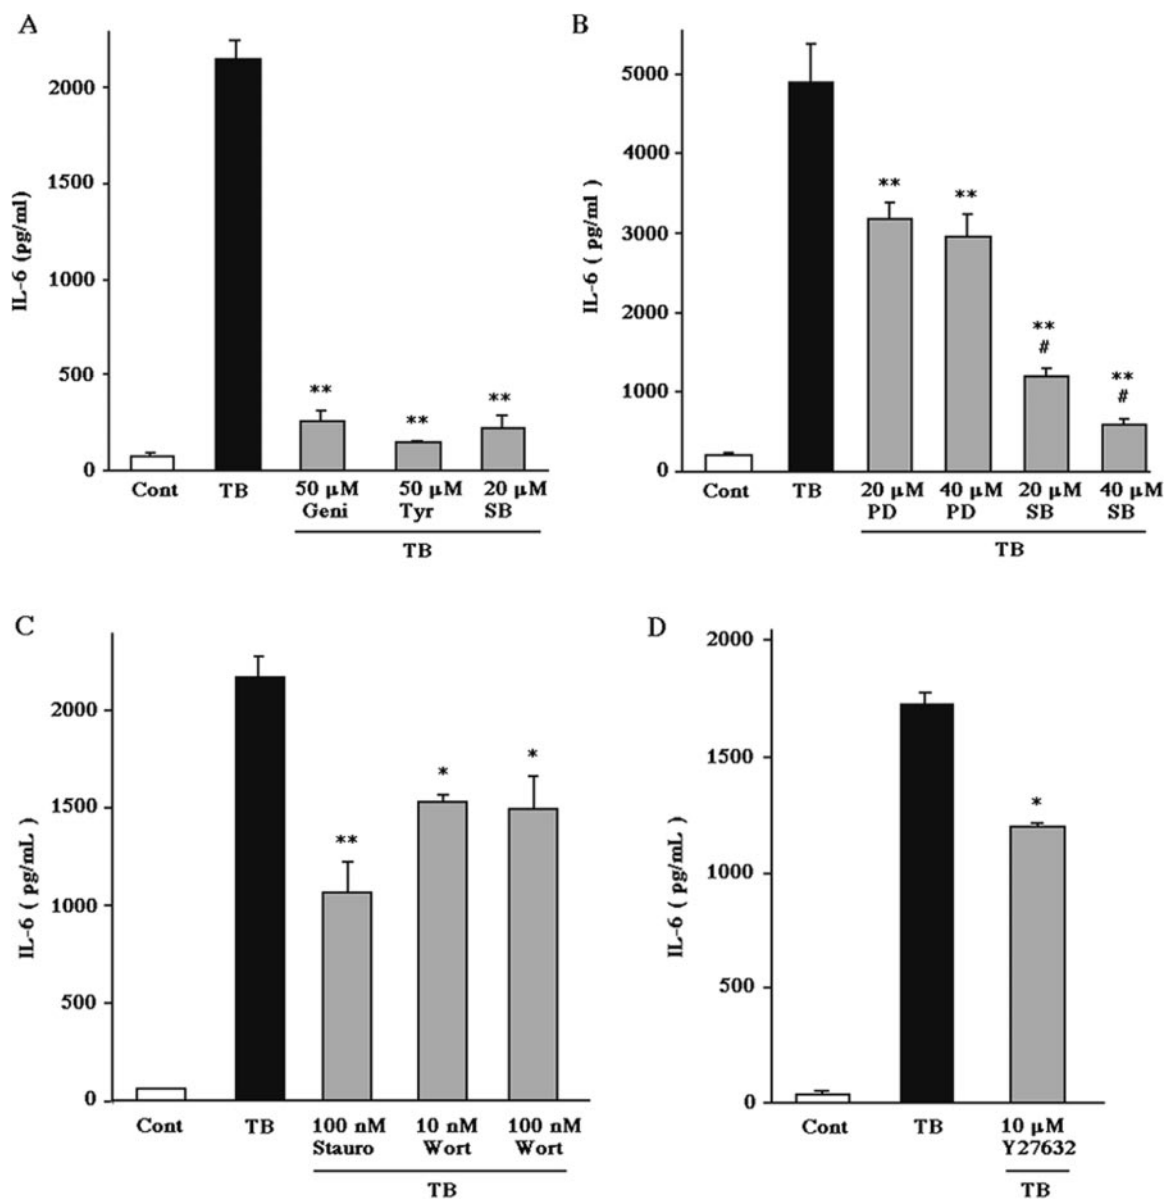 A
IL-6 (pg/ml)
2000
1500
1000
500
0
**
**
**
Cont
TB
50 µM
Geni
50 µM
Tyr
20 µM
SB
TB
B
IL-6 ( pg/ml )
5000
4000
3000
2000
1000
0
**
**
**
#
**
#
Cont
TB
20 µM
PD
40 µM
PD
20 µM
SB
40 µM
SB
TB
C
IL-6 ( pg/mL )
2000
1500
1000
500
0
**
*
*
Cont
TB
100 nM
Stauro
10 nM
Wort
100 nM
Wort
TB
D
IL-6 ( pg/mL )
2000
1500
1000
500
0
*
Cont
TB
10 µM
Y27632
TB